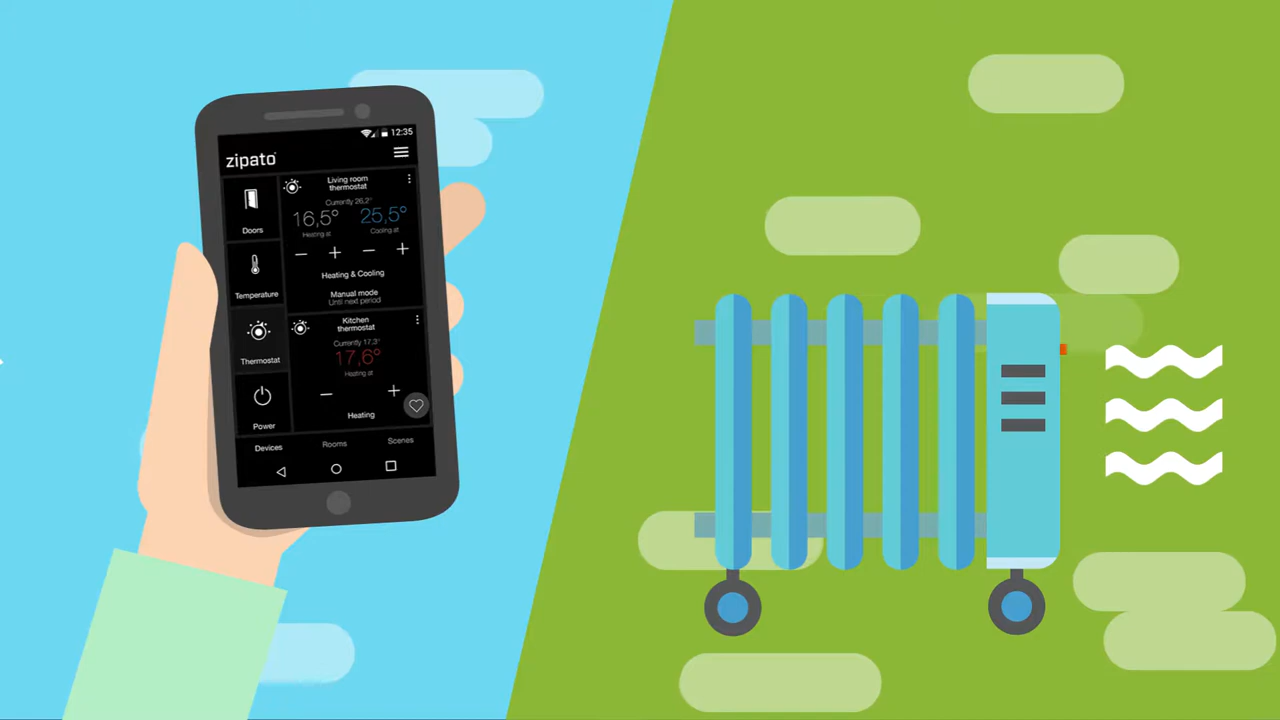 12:35
zipato
Doors
Temperature
Thermostat
Power
Living room
thermostat
Currently 26,2°
16,5° 25,5°
Heating at Cooling at
− + − +
Heating & Cooling
Manual mode
Until next period
Kitchen
thermostat
Currently 17,3°
17,6°
Heating at
− +
Heating
Devices Rooms Scenes